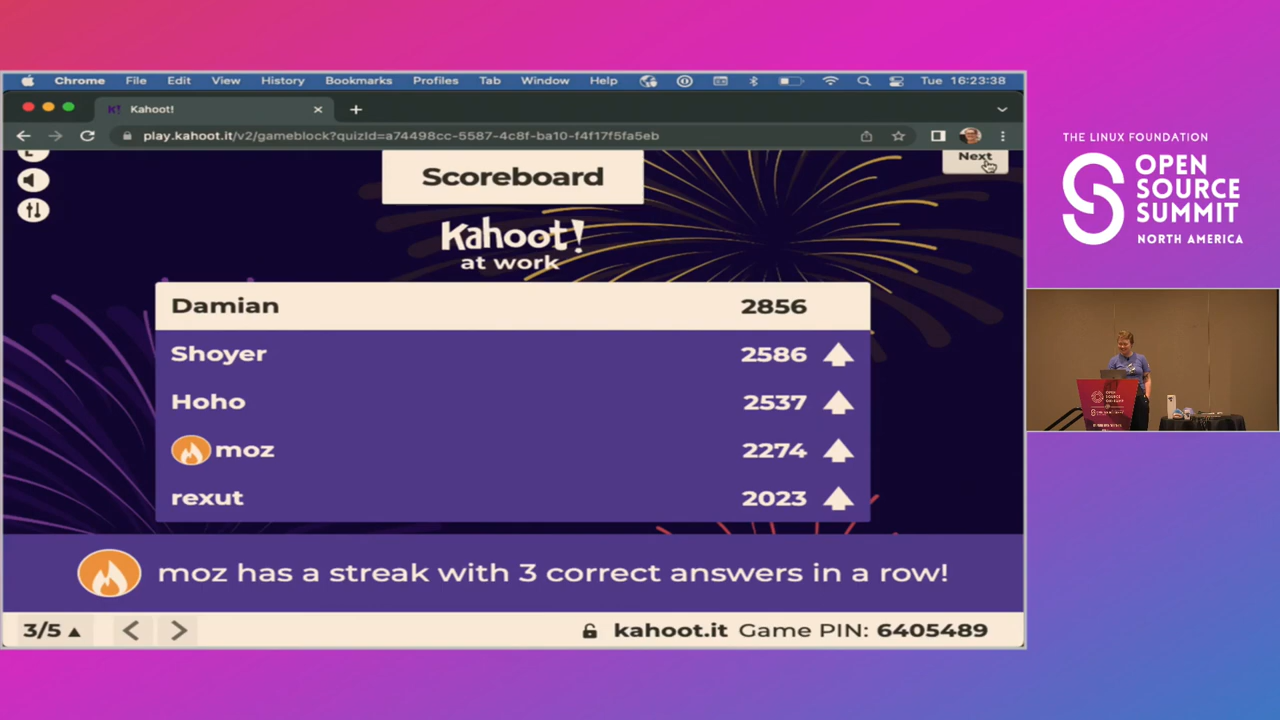 Chrome File Edit View History Bookmarks Profiles Tab Window Help Tue 16:23:38
K! Kahoot!
play.kahoot.it/v2/gameblock?quizId=a74498cc-5587-4c8f-ba10-f4f17f5fa5eb
Next
Scoreboard
Kahoot!
at work
Damian 2856
Shoyer 2586
Hoho 2537
moz 2274
rexut 2023
moz has a streak with 3 correct answers in a row!
3/5 kahoot.it Game PIN: 6405489
THE LINUX FOUNDATION
OPEN
SOURCE
SUMMIT
NORTH AMERICA